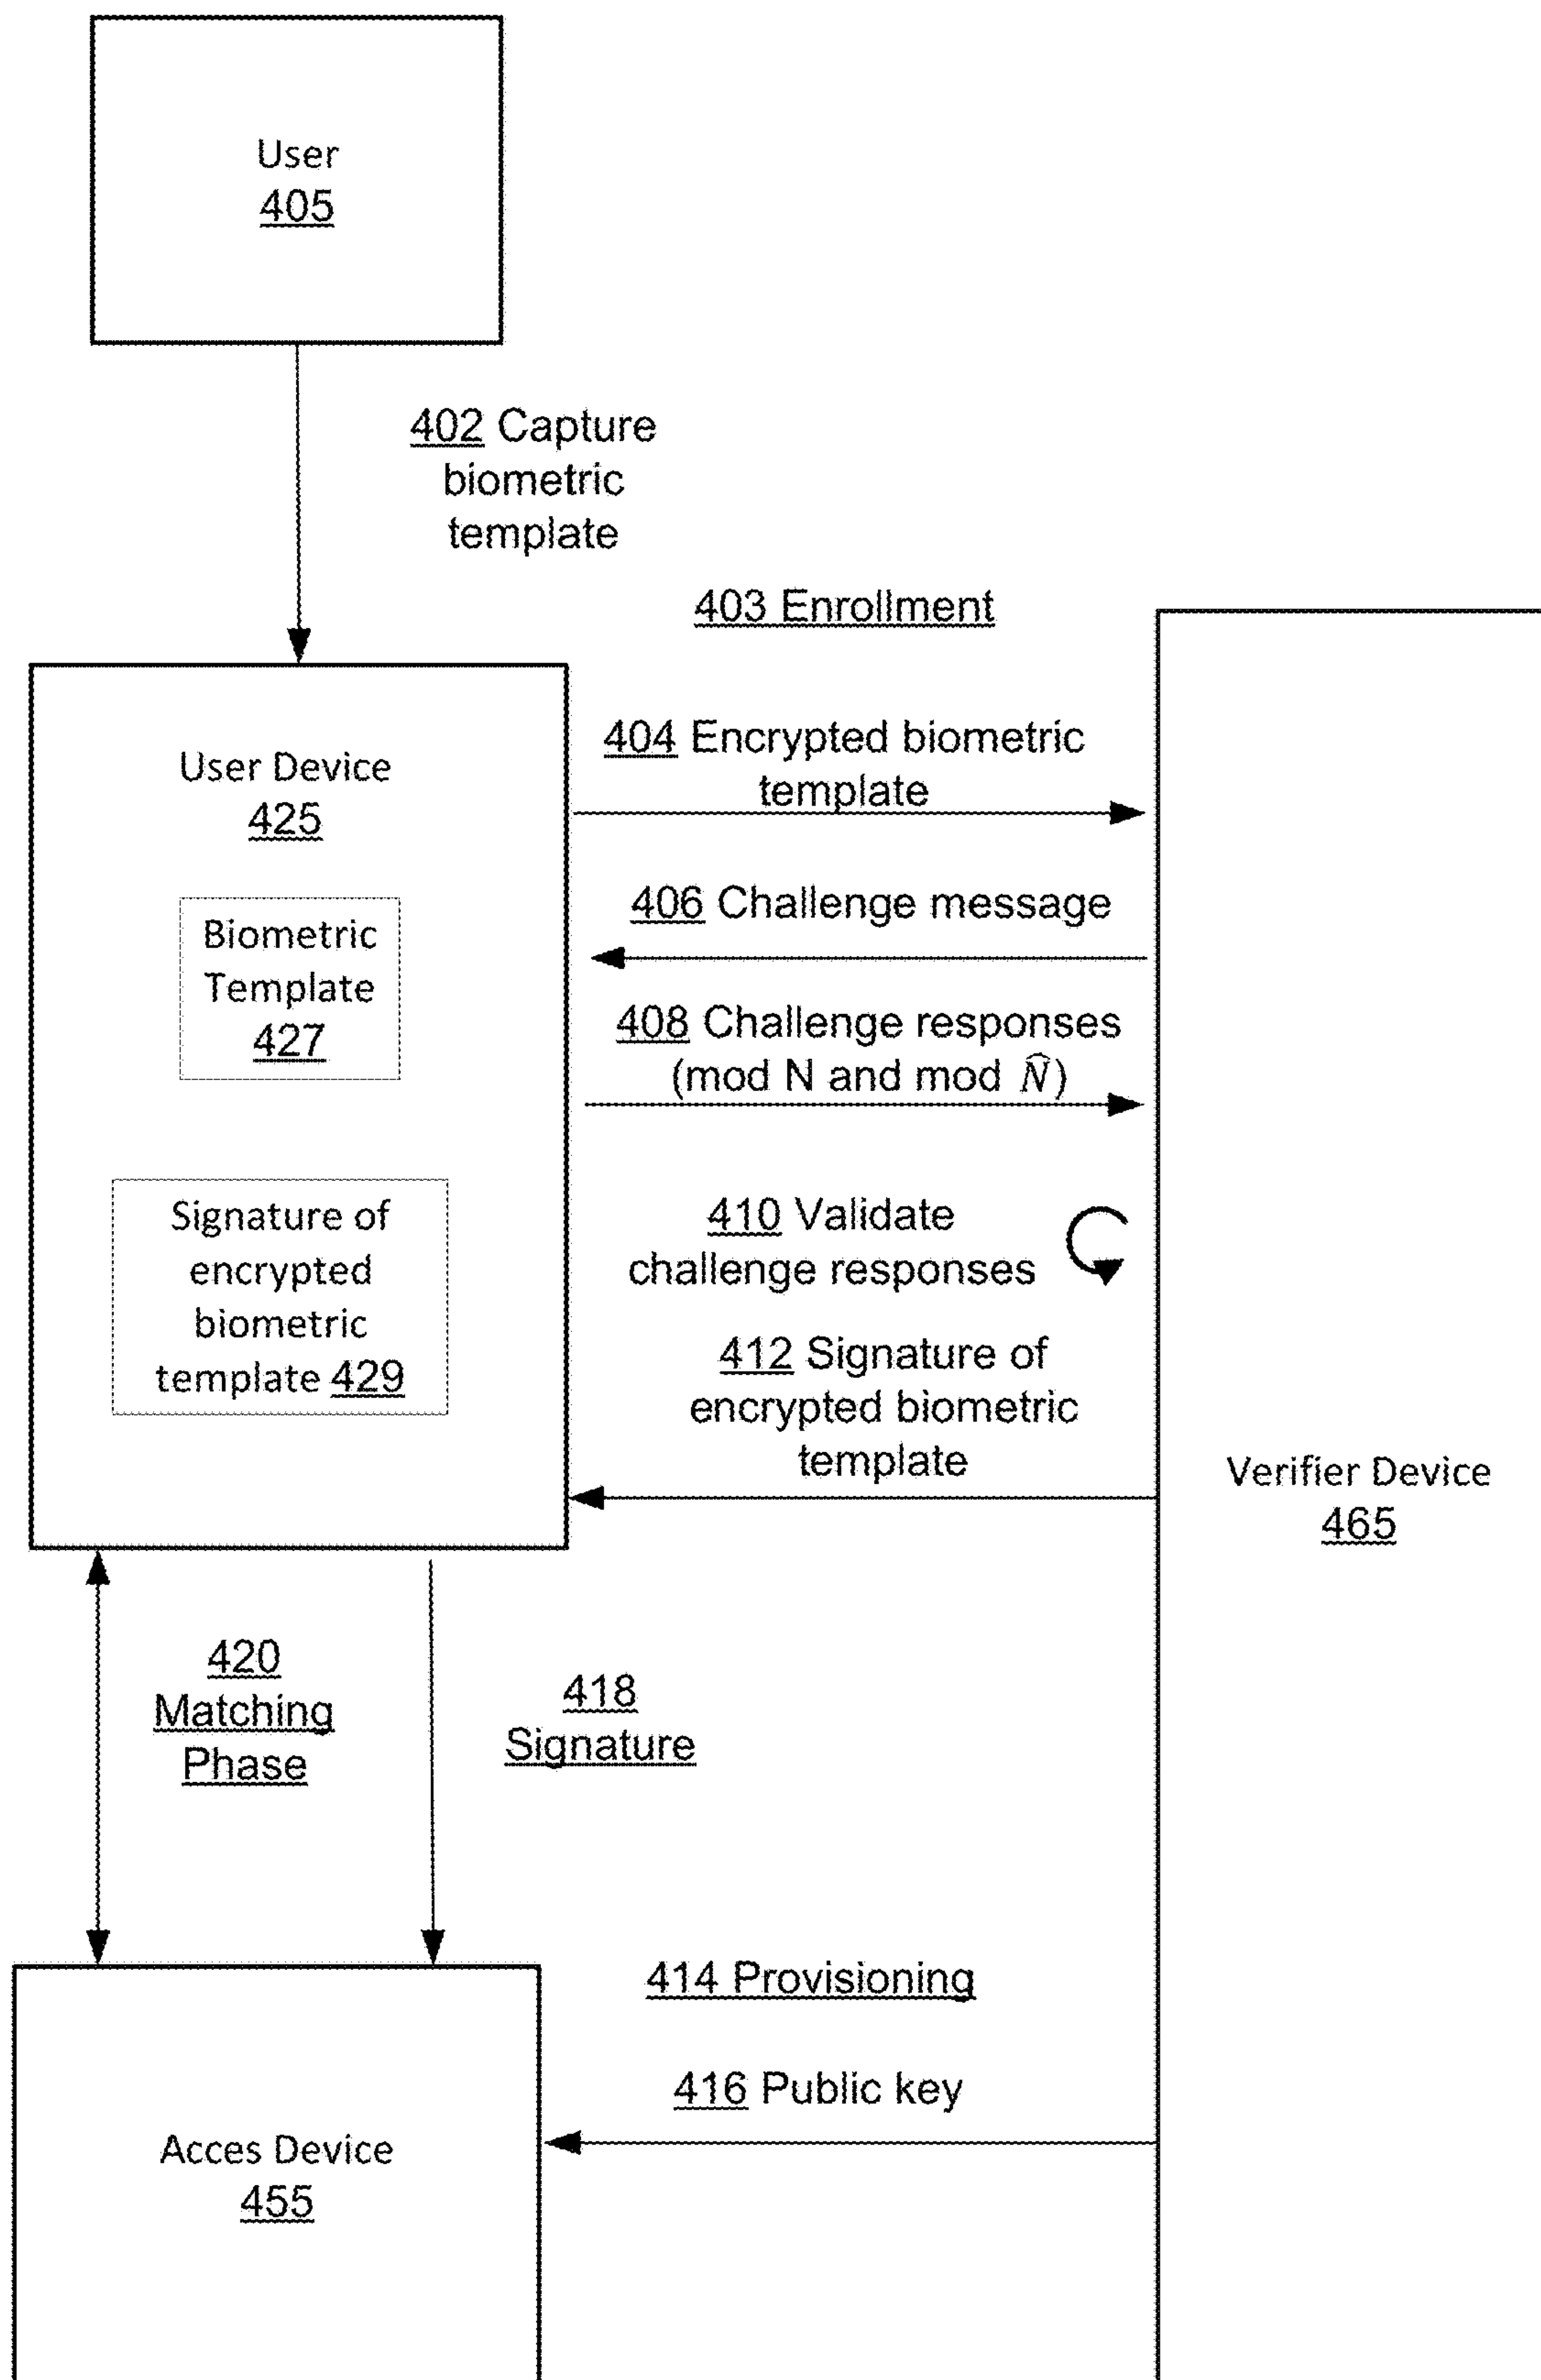 User
405
402 Capture
biometric
template
403 Enrollment
User Device
425
404 Encrypted biometric
template
Biometric
Template
427
406 Challenge message
408 Challenge responses
(mod N and mod N̂)
Signature of
encrypted
biometric
template 429
410 Validate
challenge responses
412 Signature of
encrypted biometric
template
Verifier Device
465
420
Matching
Phase
418
Signature
414 Provisioning
416 Public key
Acces Device
455